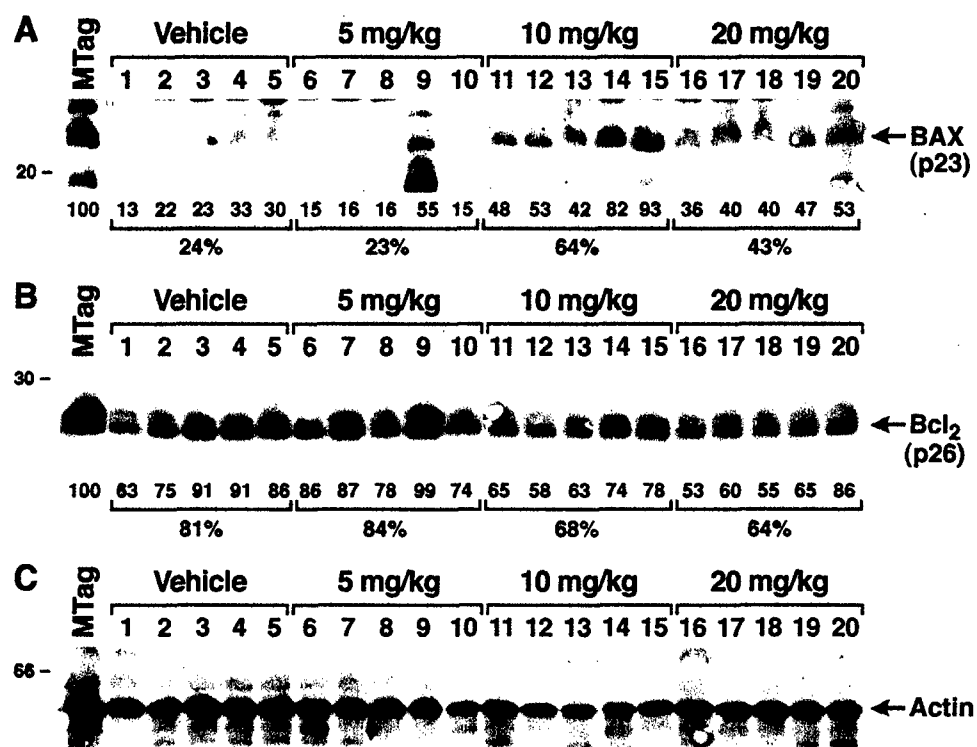 A MTag Vehicle 5 mg/kg 10 mg/kg 20 mg/kg
1 2 3 4 5 6 7 8 9 10 11 12 13 14 15 16 17 18 19 20
BAX
(p23)
20 –
100 13 22 23 33 30 15 16 16 55 15 48 53 42 82 93 36 40 40 47 53
24% 23% 64% 43%
B MTag Vehicle 5 mg/kg 10 mg/kg 20 mg/kg
1 2 3 4 5 6 7 8 9 10 11 12 13 14 15 16 17 18 19 20
30 –
Bcl2
(p26)
100 63 75 91 91 86 86 87 78 99 74 65 58 63 74 78 53 60 55 65 86
81% 84% 68% 64%
C MTag Vehicle 5 mg/kg 10 mg/kg 20 mg/kg
1 2 3 4 5 6 7 8 9 10 11 12 13 14 15 16 17 18 19 20
66 –
Actin